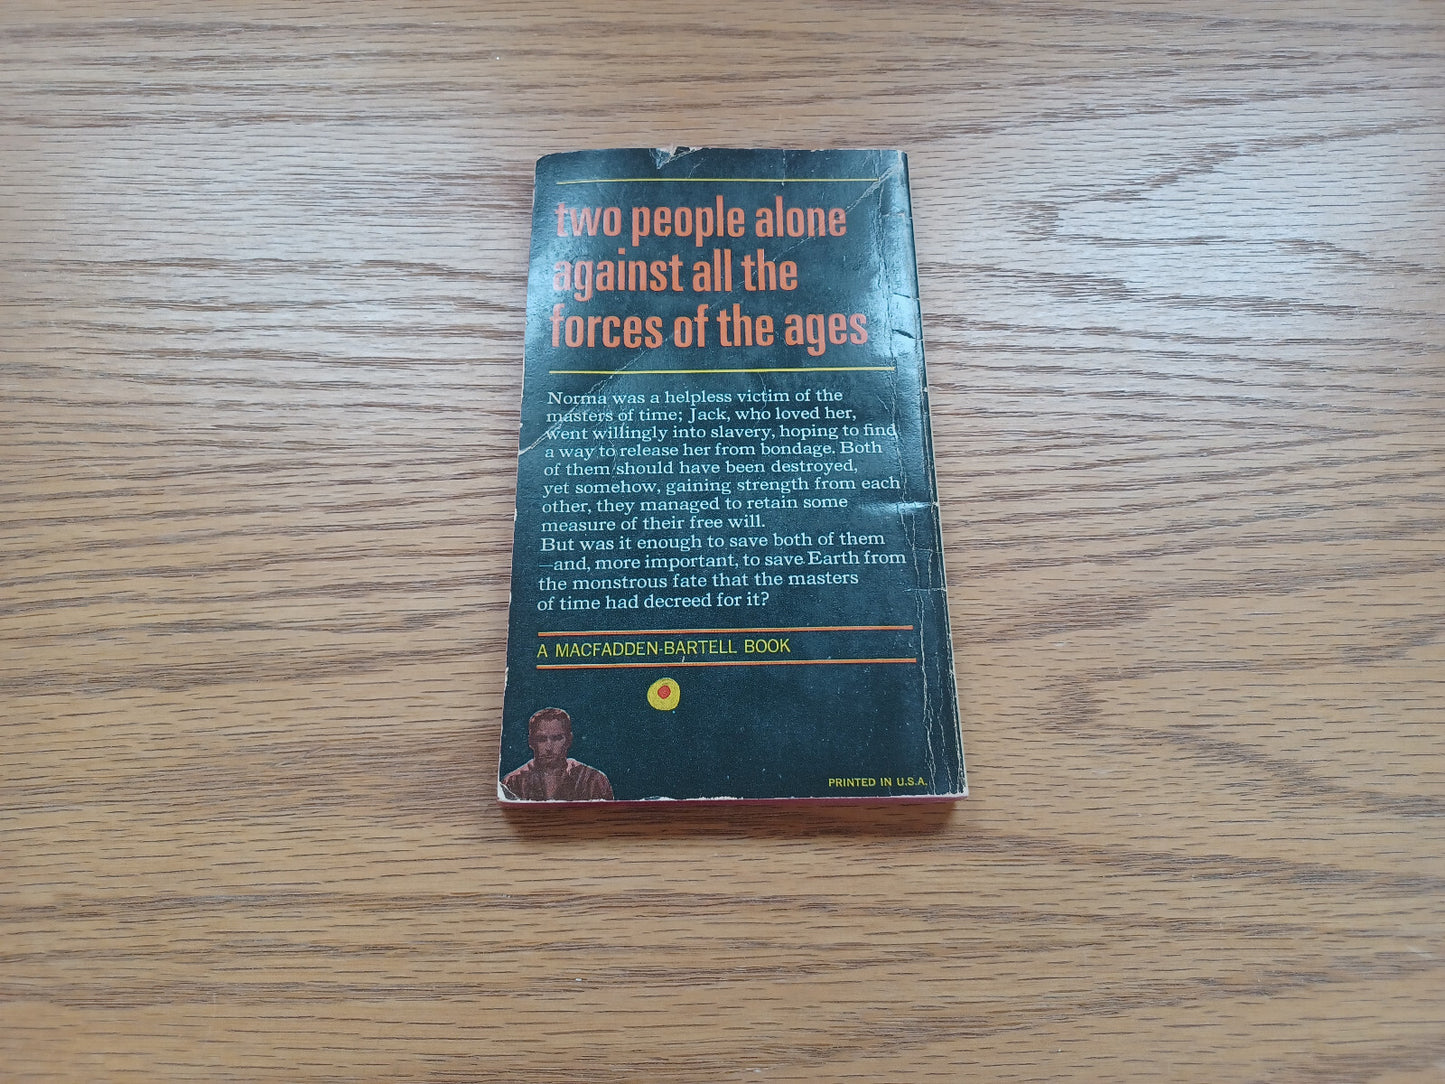 two people alone
against all the
forces of the ages
Norma was a helpless victim of the
masters of time; Jack, who loved her,
went willingly into slavery, hoping to find
a way to release her from bondage. Both
of them should have been destroyed,
yet somehow, gaining strength from each
other, they managed to retain some
measure of their free will.
But was it enough to save both of them
—and, more important, to save Earth from
the monstrous fate that the masters
of time had decreed for it?
A MACFADDEN-BARTELL BOOK
PRINTED IN U.S.A.